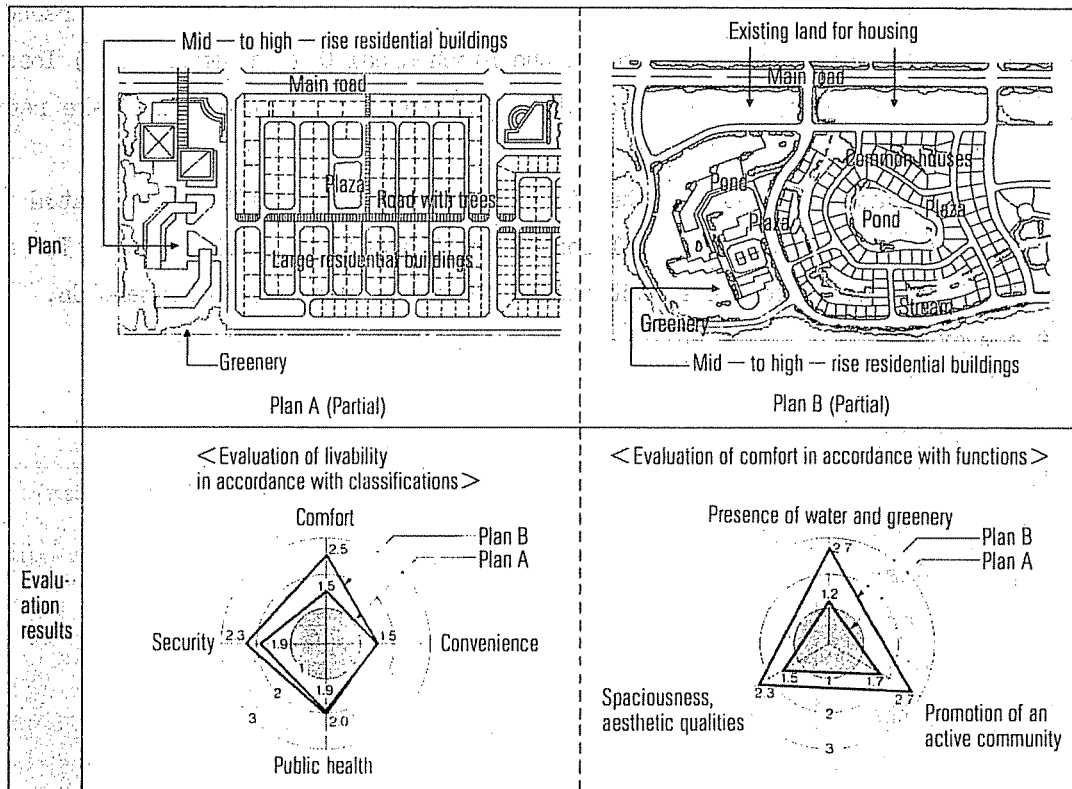 Plan
Mid — to high — rise residential buildings
Main road
Plaza
Road with trees
Large residential buildings
Greenery
Plan A (Partial)
Existing land for housing
Main road
Common houses
Pond
Plaza
Plaza
Pond
Stream
Greenery
Mid — to high — rise residential buildings
Plan B (Partial)
Evalu-
ation
results
<Evaluation of livability
in accordance with classifications>
Comfort
Plan B
Plan A
2.5
1.5
Security
2.3
1.9
1.5
Convenience
1
2
3
1.9
2.0
Public health
<Evaluation of comfort in accordance with functions>
Presence of water and greenery
Plan B
Plan A
2.7
1.2
1.5
1.7
2.3
1
2.7
2
3
Spaciousness,
aesthetic qualities
Promotion of an
active community